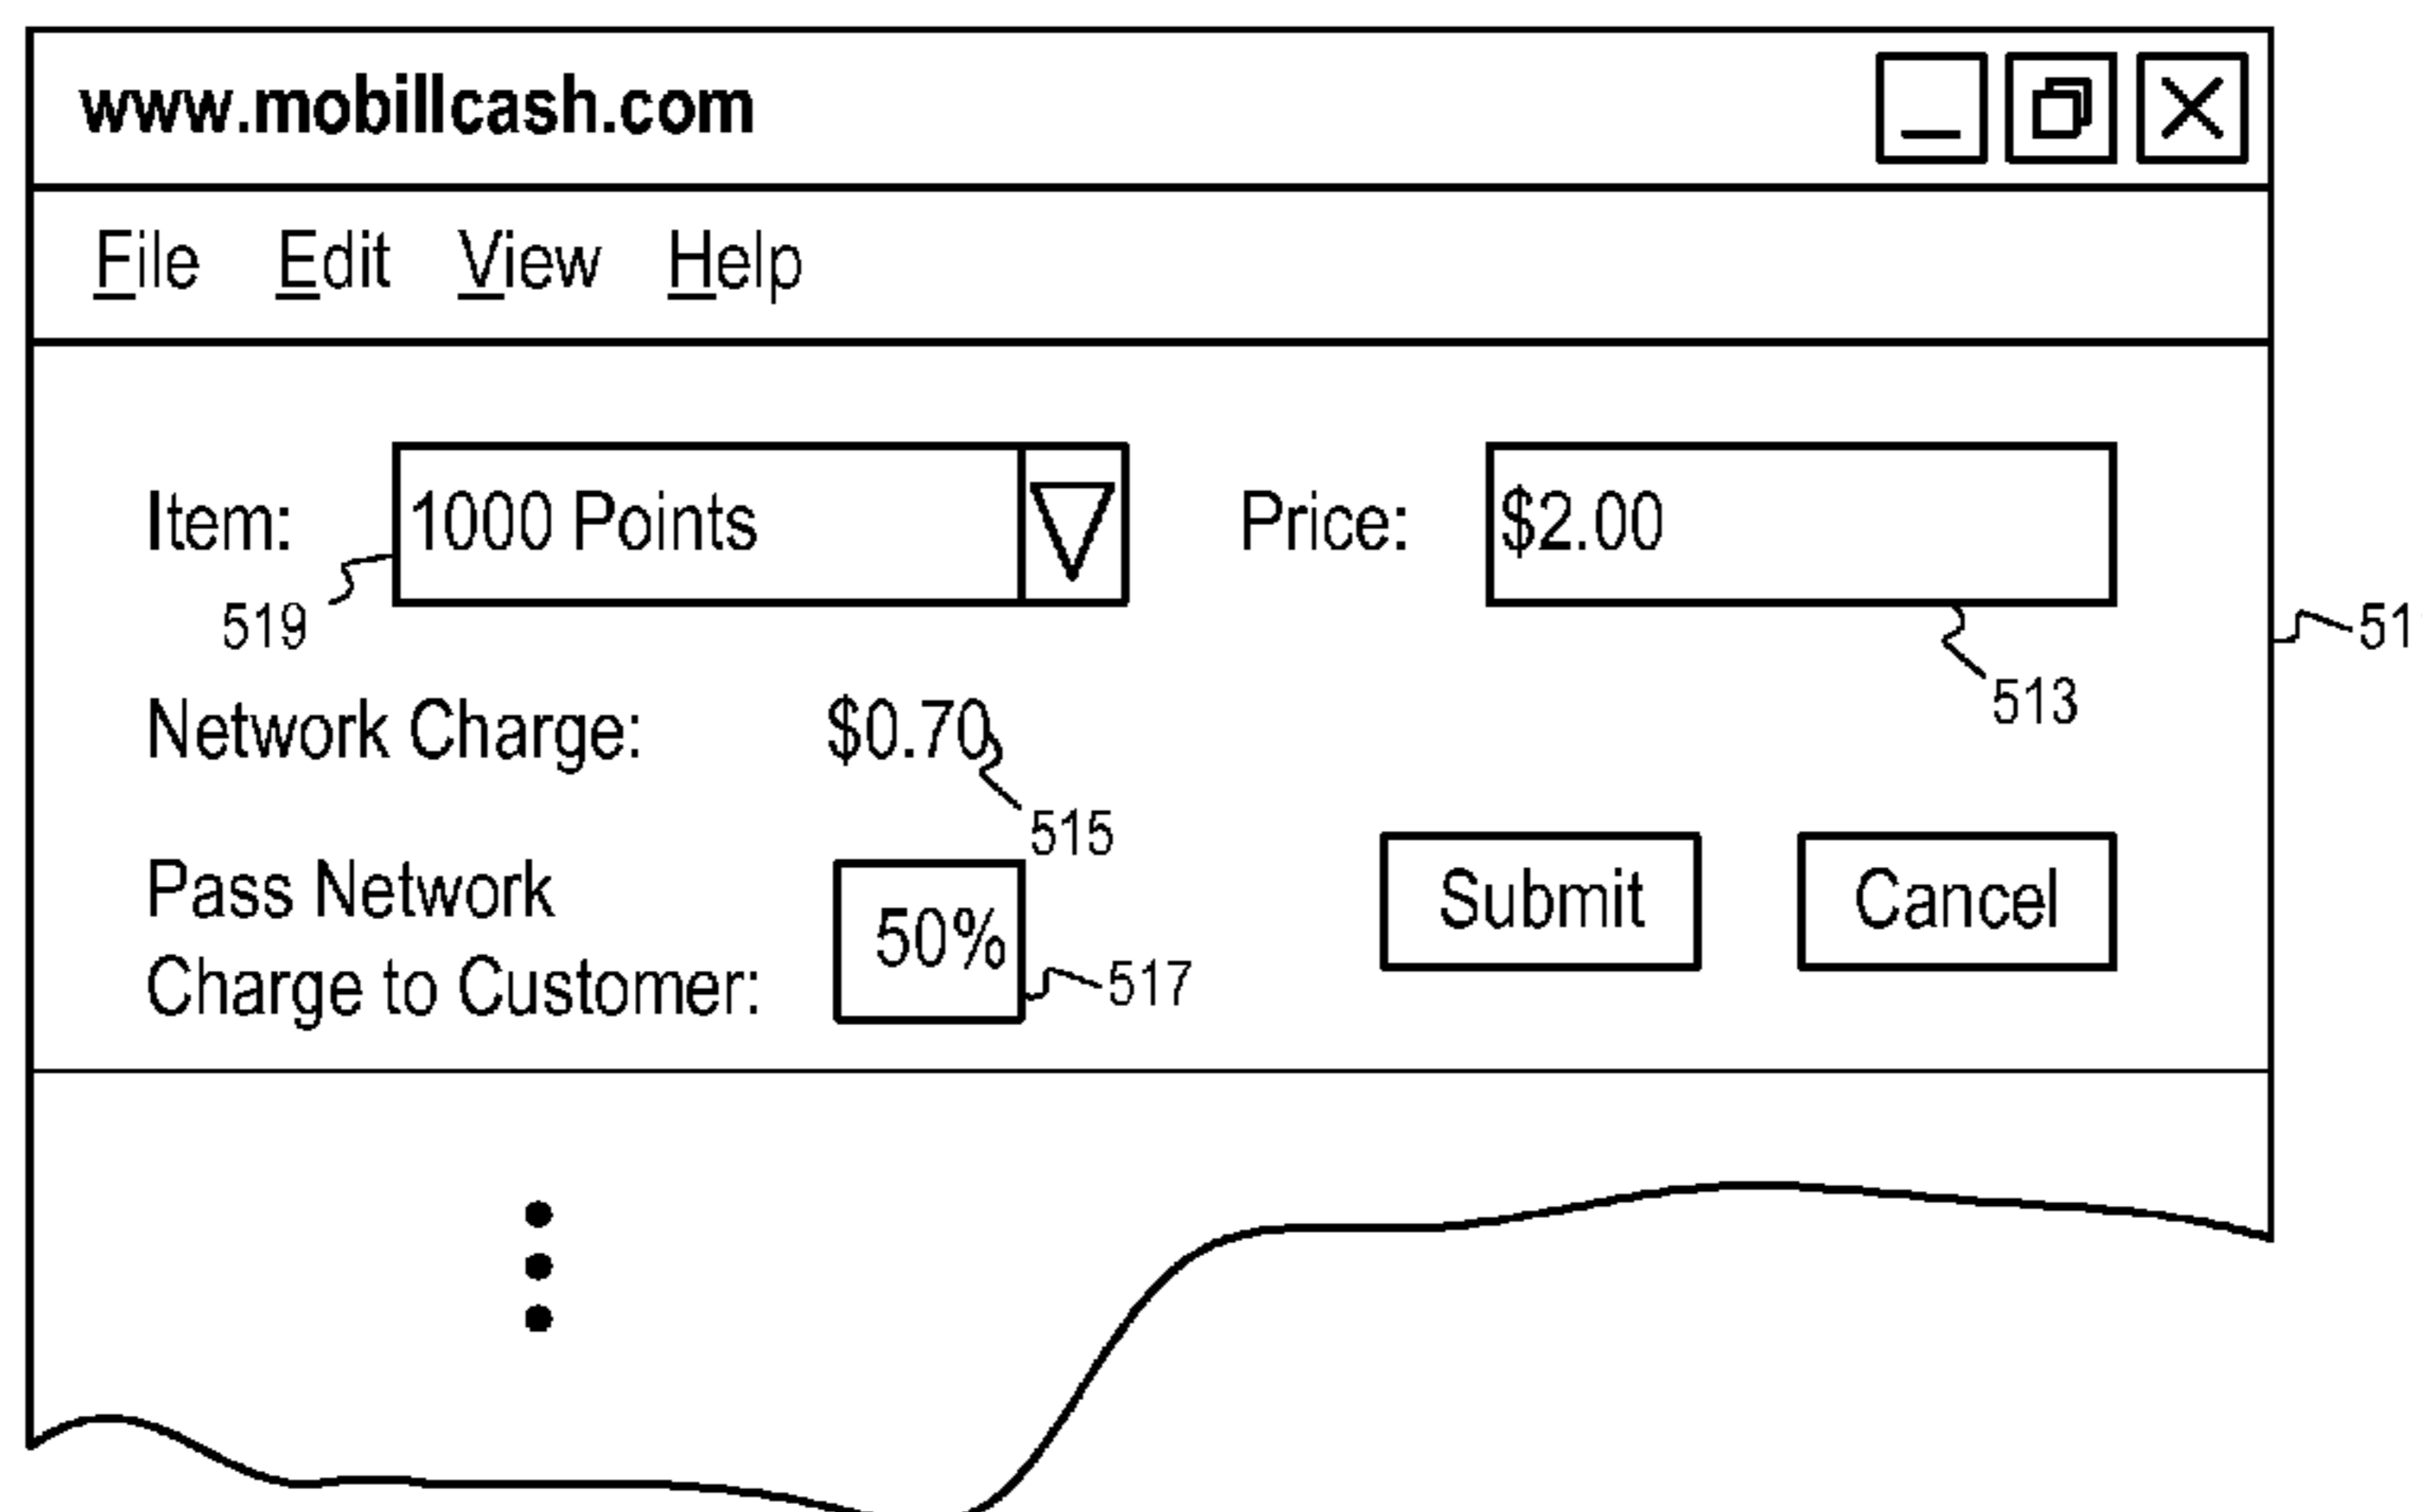 www.mobillcash.com
File Edit View Help
Item: 1000 Points Price: $2.00
519
51
513
Network Charge: $0.70
515
Pass Network
Charge to Customer: 50%
517
Submit Cancel